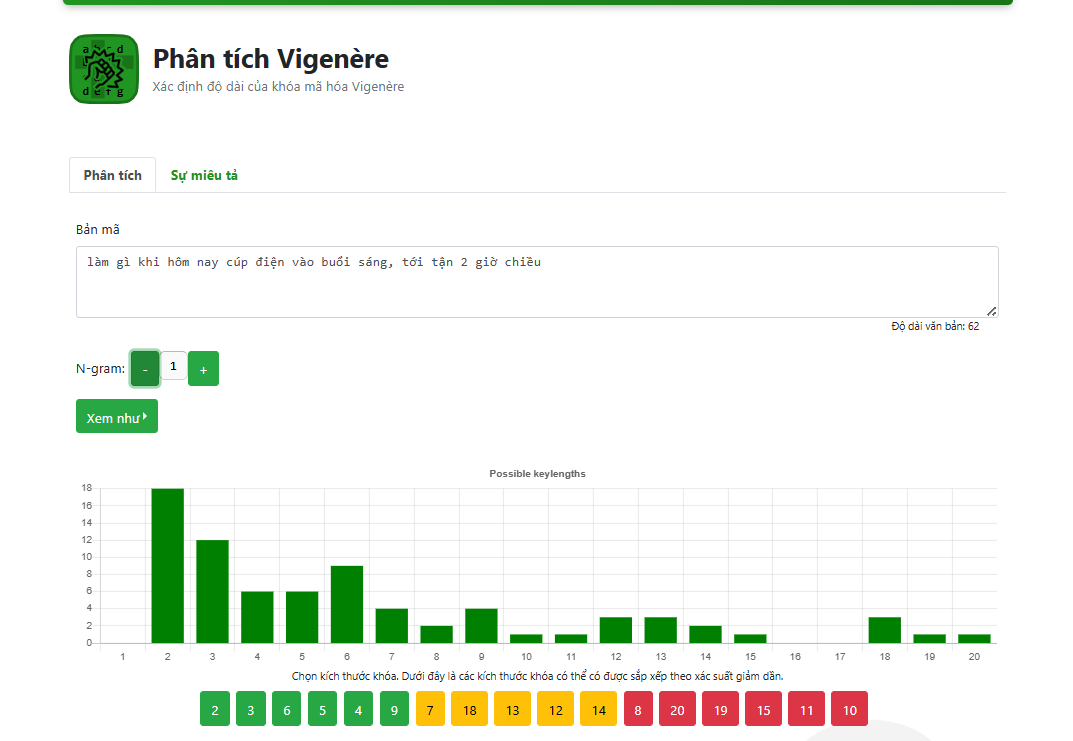 a b c d
d e f g
Phân tích Vigenère
Xác định độ dài của khóa mã hóa Vigenère
Phân tích
Sự miêu tả
Bản mã
làm gì khi hôm nay cúp điện vào buổi sáng, tới tận 2 giờ chiều
Độ dài văn bản: 62
N-gram: - 1 +
Xem như
Possible keylengths
18
16
14
12
10
8
6
4
2
0
1 2 3 4 5 6 7 8 9 10 11 12 13 14 15 16 17 18 19 20
Chọn kích thước khóa. Dưới đây là các kích thước khóa có thể có được sắp xếp theo xác suất giảm dần.
2 3 6 5 4 9 7 18 13 12 14 8 20 19 15 11 10